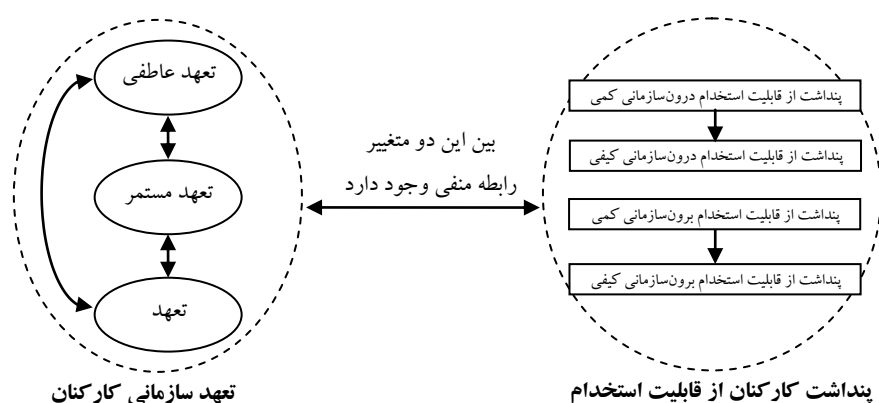 پنداشت از قابلیت استخدام درون‌سازمانی کمی
پنداشت از قابلیت استخدام درون‌سازمانی کیفی
پنداشت از قابلیت استخدام برون‌سازمانی کمی
پنداشت از قابلیت استخدام برون‌سازمانی کیفی
پنداشت کارکنان از قابلیت استخدام
بین این دو متغییر
رابطه منفی وجود دارد
تعهد عاطفی
تعهد مستمر
تعهد
تعهد سازمانی کارکنان